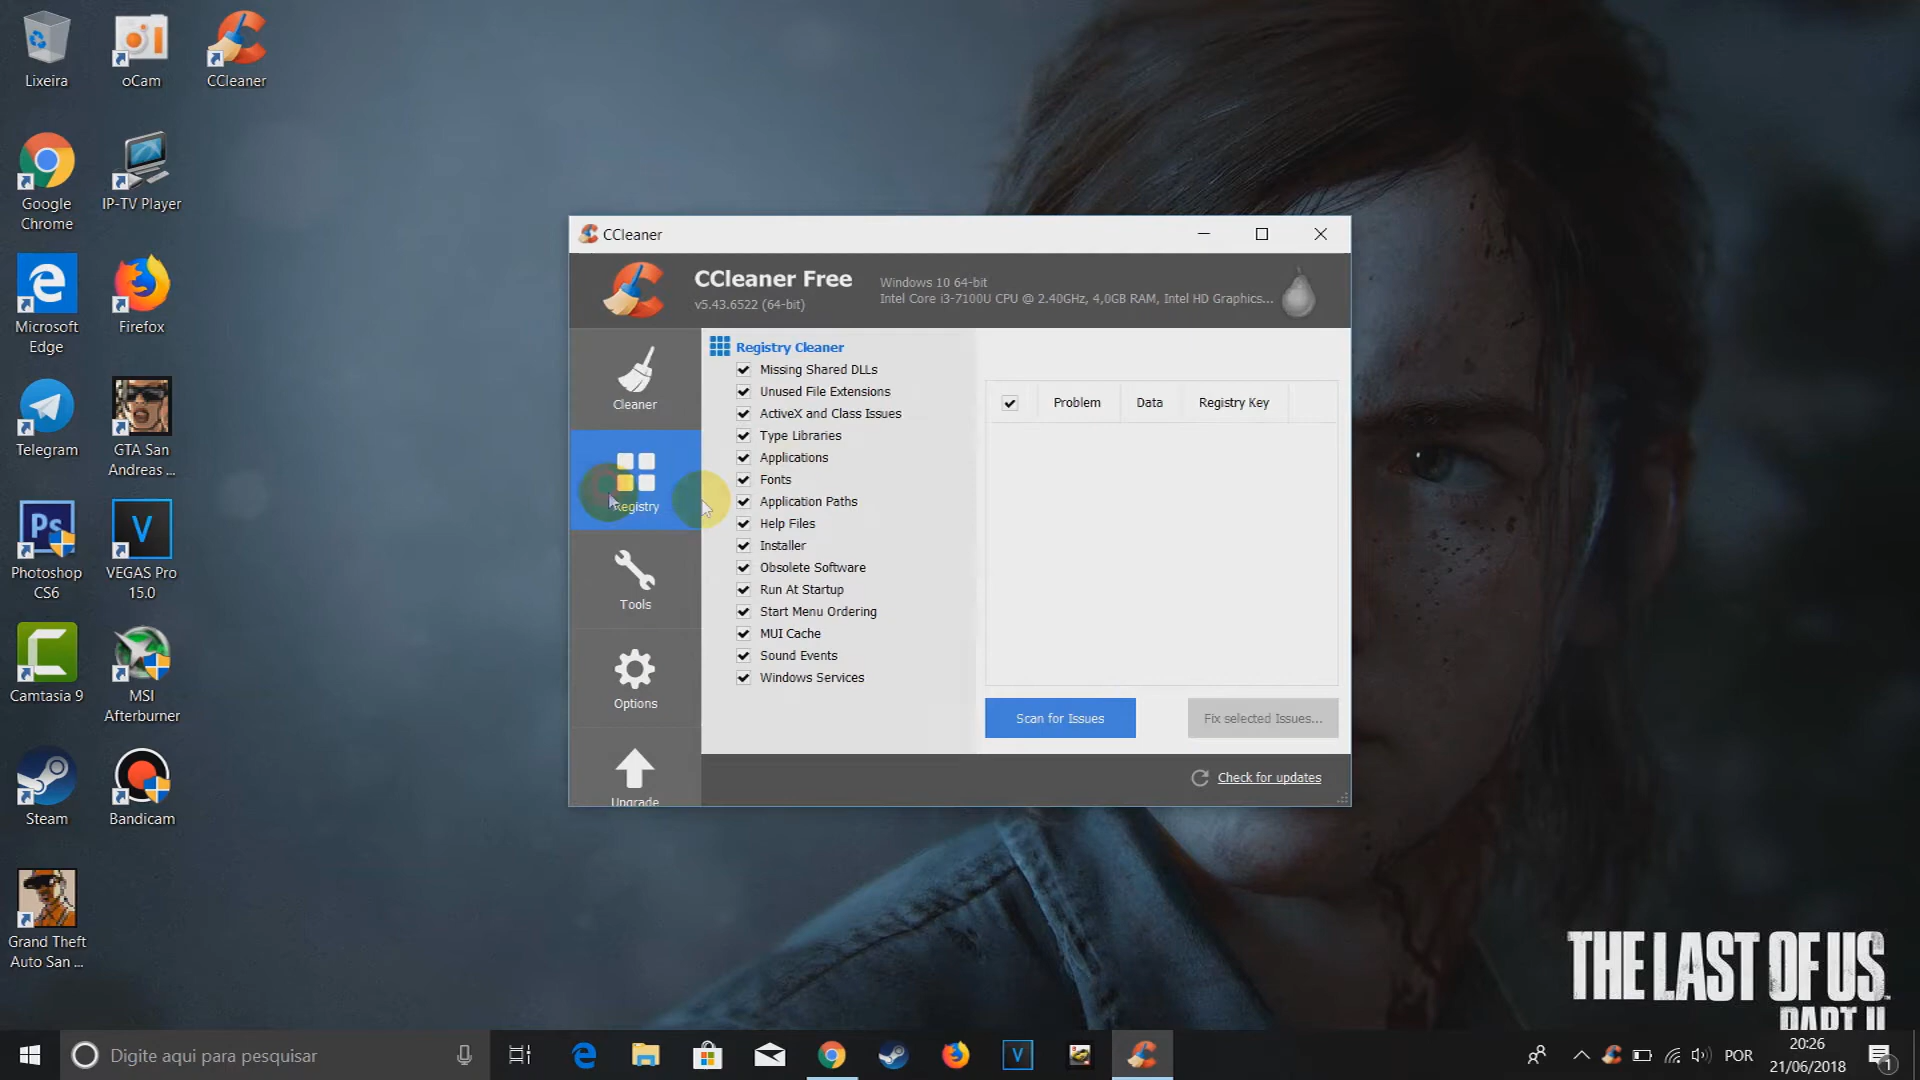 Lixeira
oCam
CCleaner
Google
Chrome
IP-TV Player
Microsoft
Edge
Firefox
Telegram
GTA San
Andreas ...
Photoshop
CS6
VEGAS Pro
15.0
Camtasia 9
MSI
Afterburner
Steam
Bandicam
Grand Theft
Auto San ...
CCleaner
CCleaner Free
v5.43.6522 (64-bit)
Windows 10 64-bit
Intel Core i3-7100U CPU @ 2.40GHz, 4,0GB RAM, Intel HD Graphics...
Cleaner
Registry
Tools
Options
Upgrade
Registry Cleaner
Missing Shared DLLs
Unused File Extensions
ActiveX and Class Issues
Type Libraries
Applications
Fonts
Application Paths
Help Files
Installer
Obsolete Software
Run At Startup
Start Menu Ordering
MUI Cache
Sound Events
Windows Services
Problem Data Registry Key
Scan for Issues
Fix selected Issues...
Check for updates
THE LAST OF US
PART II
Digite aqui para pesquisar
POR
20:26
21/06/2018
1